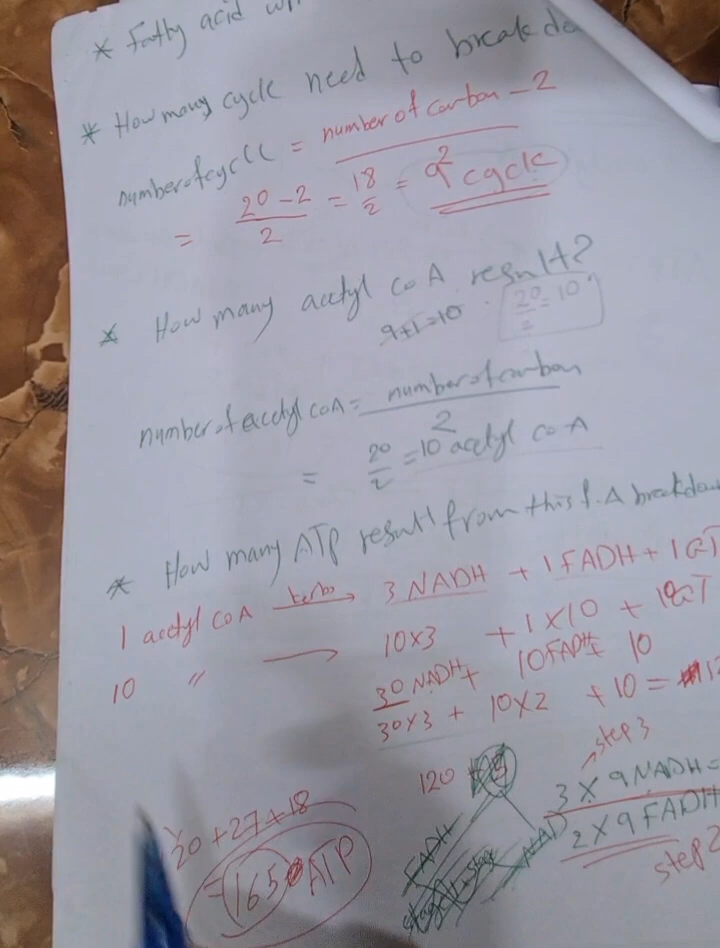 * Fatty acid
* How many cycle need to break do
number of cycle = number of carbon - 2
2
= 20 - 2 / 2 = 18 / 2 = 9 cycle
* How many acetyl co A result?
9+1=10 20/2 = 10
number of acetyl coA = number of carbon
2
= 20/2 = 10 acetyl co-A
* How many ATP result from this f.A breakdow
1 acetyl coA → 3 NADH + 1 FADH + 1 GT
10 " → 10×3 + 1×10 + 10GT
30 NADH + 10 FADH 10
30×3 + 10×2 + 10 = 12
step 3
120
3 × 9 NADH =
2 × 9 FADH
step 2
120 + 27 + 18
= 165 ATP